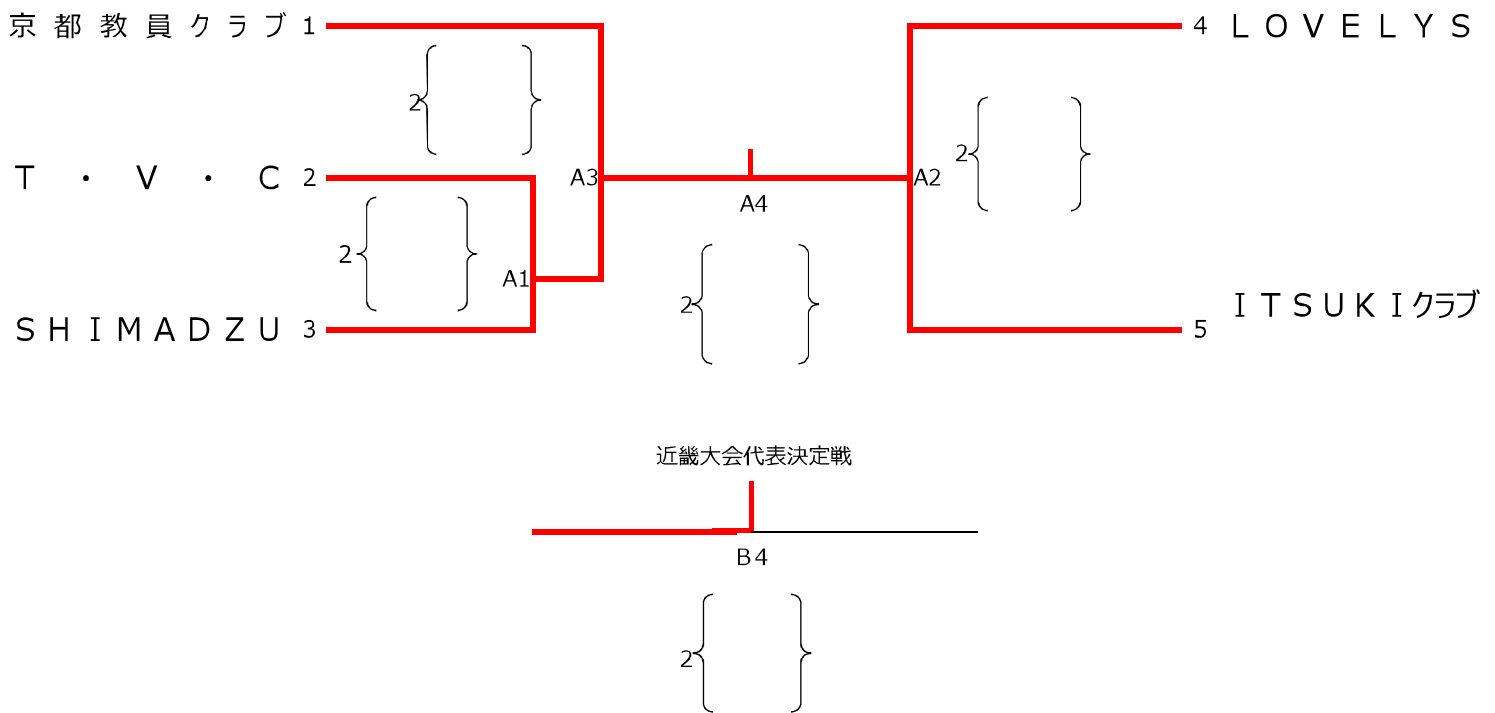 京都教員クラブ 1
4 LOVELYS
2
2
T・V・C 2
A3
A2
A4
2
A1
2
ITSUKIクラブ
SHIMADZU 3
5
近畿大会代表決定戦
B4
2